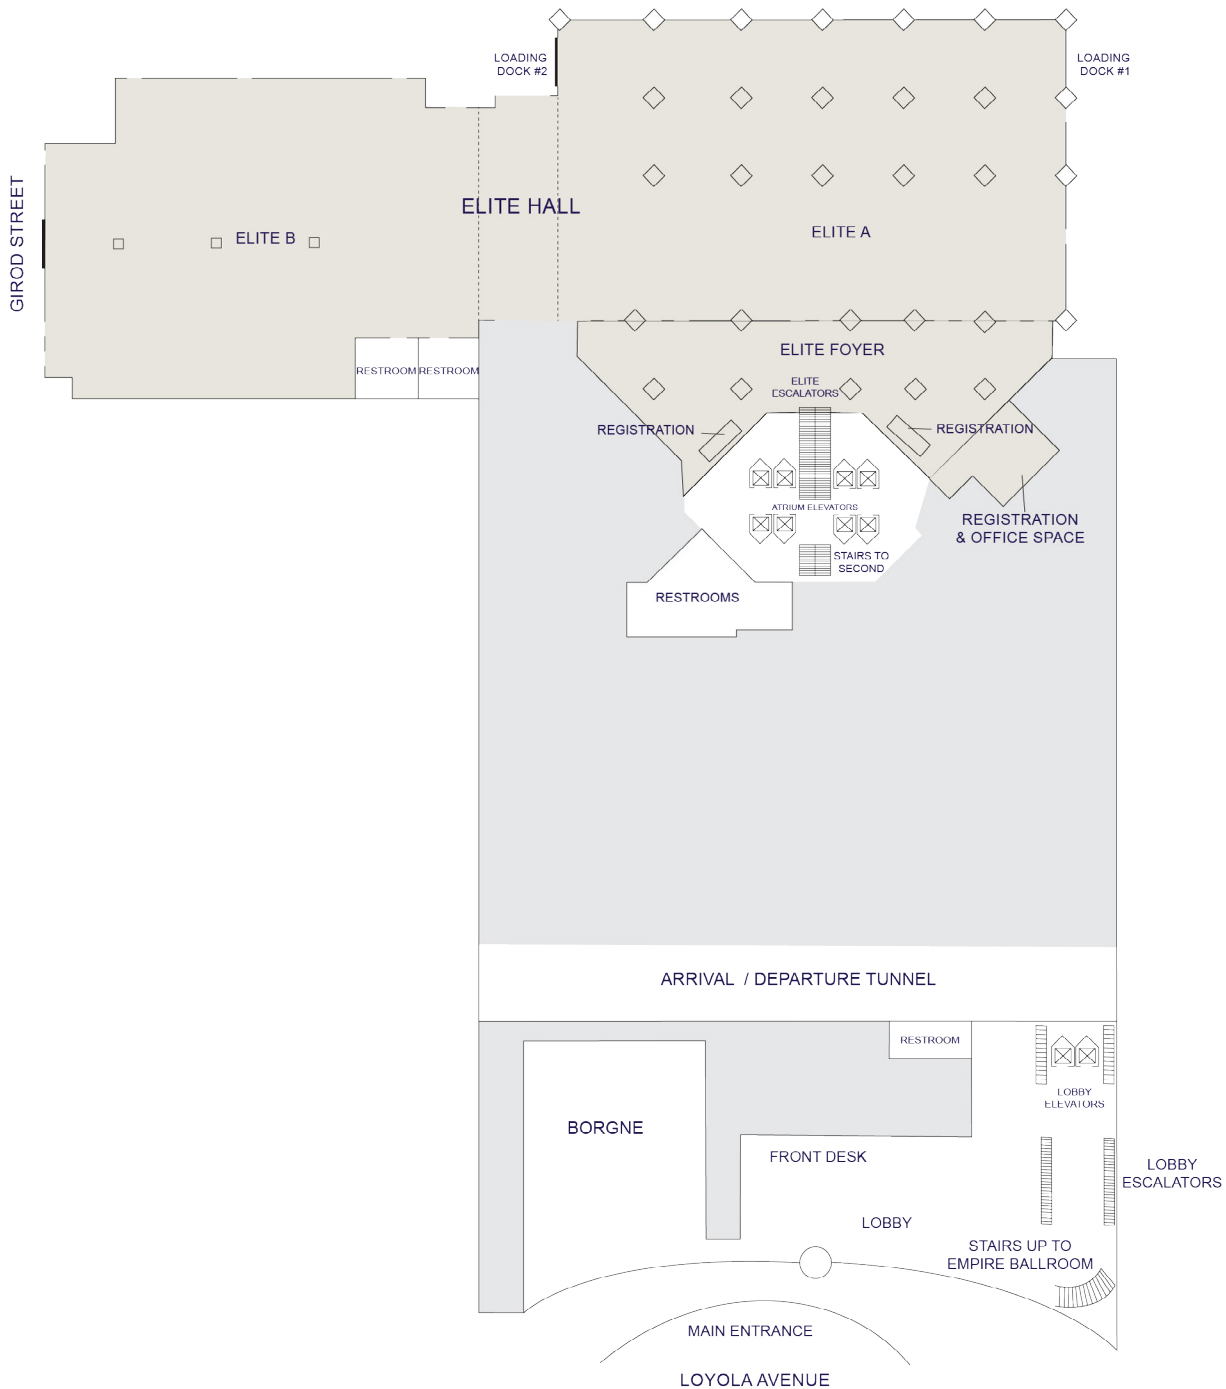 LOADING
DOCK #2
LOADING
DOCK #1
GIROD STREET
ELITE HALL
ELITE B
ELITE A
ELITE FOYER
RESTROOM
RESTROOM
ELITE
ESCALATORS
REGISTRATION
REGISTRATION
ATRIUM ELEVATORS
REGISTRATION
& OFFICE SPACE
STAIRS TO
SECOND
RESTROOMS
ARRIVAL / DEPARTURE TUNNEL
RESTROOM
LOBBY
ELEVATORS
BORGNE
FRONT DESK
LOBBY
ESCALATORS
LOBBY
STAIRS UP TO
EMPIRE BALLROOM
MAIN ENTRANCE
LOYOLA AVENUE